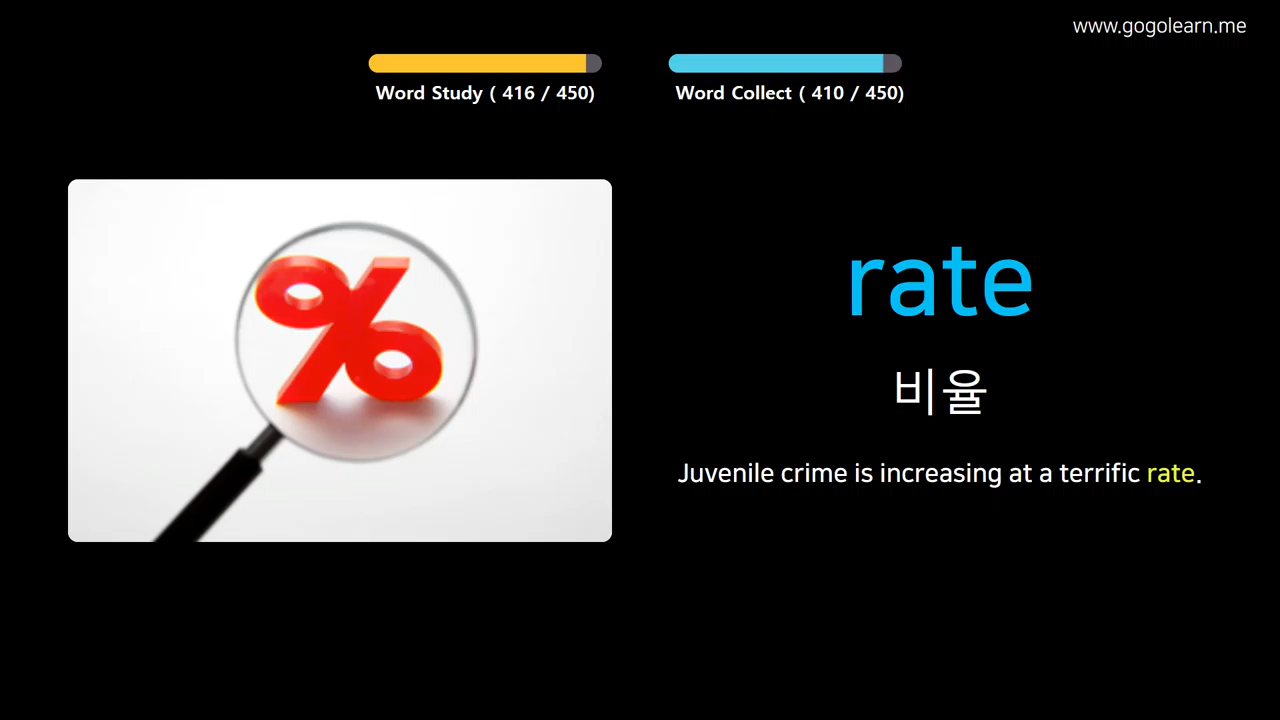 www.gogolearn.me
Word Study ( 416 / 450)
Word Collect ( 410 / 450)
%
rate
비율
Juvenile crime is increasing at a terrific rate.